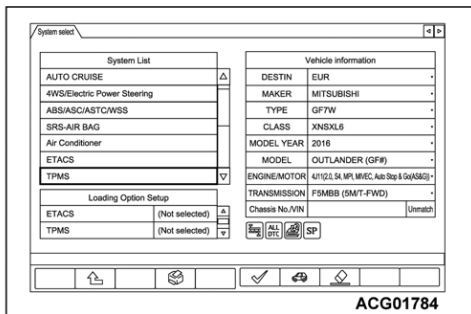 System select
System List
AUTO CRUISE
4WS/Electric Power Steering
ABS/ASC/ASTC/WSS
SRS-AIR BAG
Air Conditioner
ETACS
TPMS
Loading Option Setup
ETACS (Not selected)
TPMS (Not selected)
Vehicle information
DESTIN EUR
MAKER MITSUBISHI
TYPE GF7W
CLASS XNSXL6
MODEL YEAR 2016
MODEL OUTLANDER (GF#)
ENGINE/MOTOR 4J11(2.0, S4, MPI, MIVEC, Auto Stop & Go(AS&G))
TRANSMISSION F5MBB (5M/T-FWD)
Chassis No./VIN Unmatch
ALL DTC SP
ACG01784